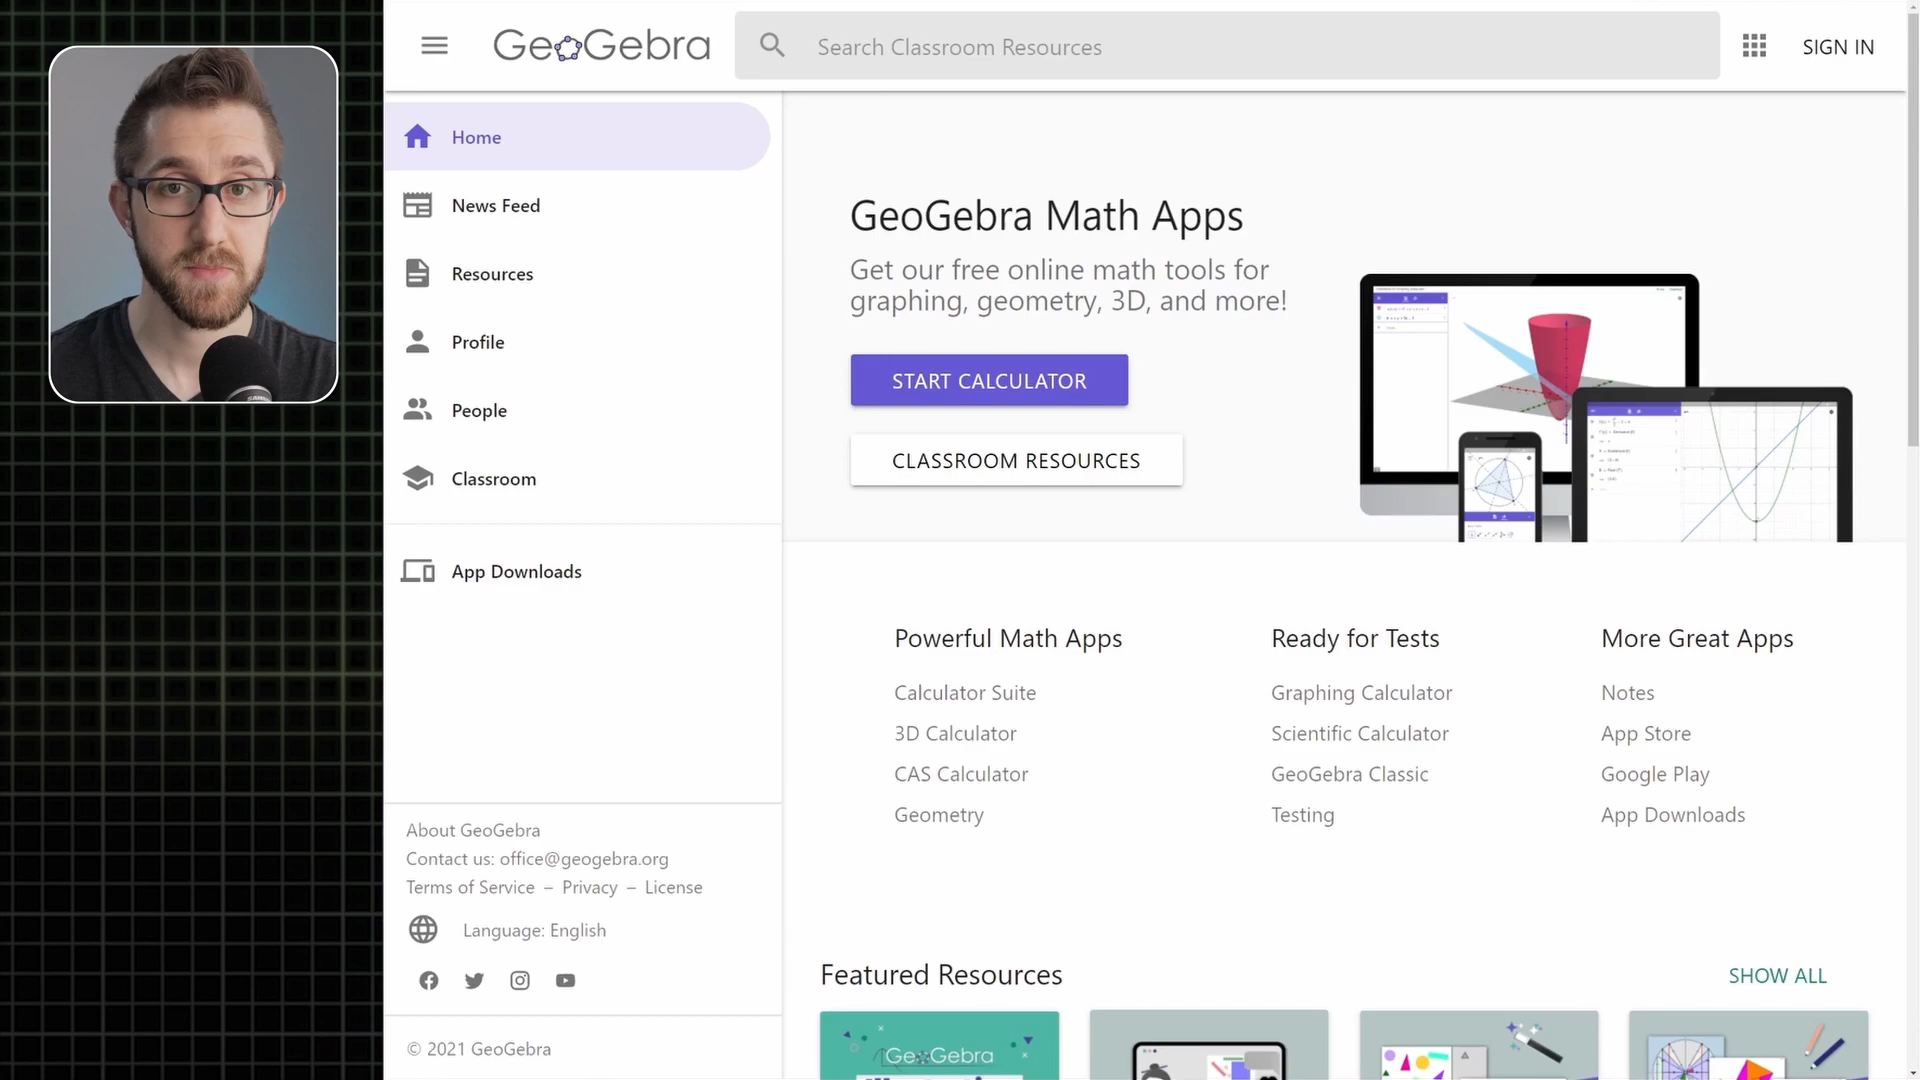 GeoGebra
Search Classroom Resources
SIGN IN
Home
News Feed
Resources
Profile
People
Classroom
App Downloads
About GeoGebra
Contact us: office@geogebra.org
Terms of Service – Privacy – License
Language: English
© 2021 GeoGebra
GeoGebra Math Apps
Get our free online math tools for
graphing, geometry, 3D, and more!
START CALCULATOR
CLASSROOM RESOURCES
Powerful Math Apps
Calculator Suite
3D Calculator
CAS Calculator
Geometry
Ready for Tests
Graphing Calculator
Scientific Calculator
GeoGebra Classic
Testing
More Great Apps
Notes
App Store
Google Play
App Downloads
Featured Resources
SHOW ALL
GeoGebra